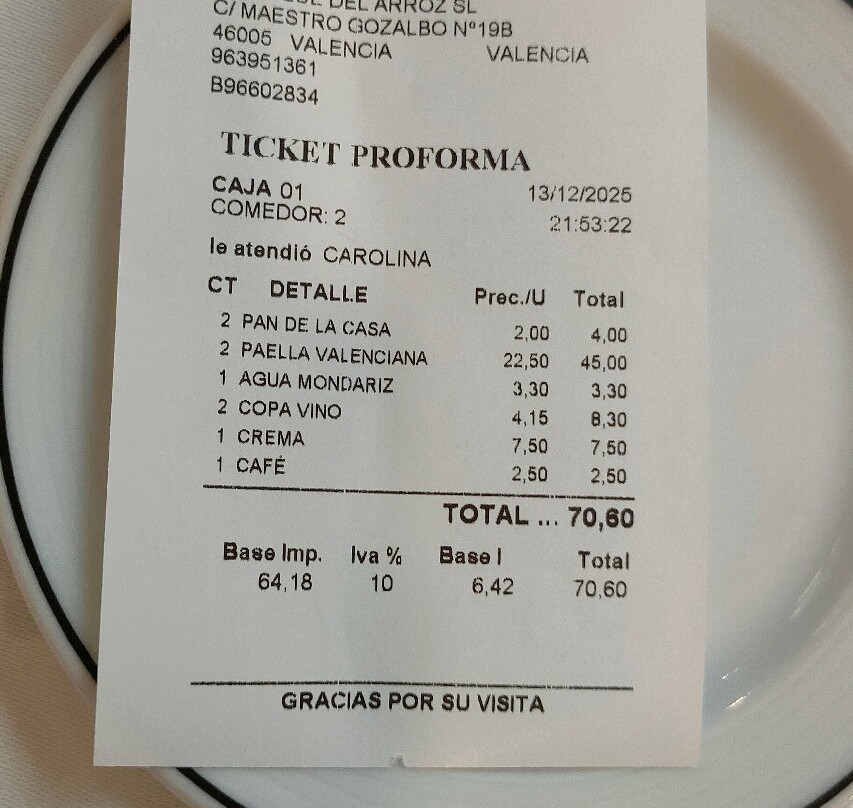 DEL ARROZ SL
C/ MAESTRO GOZALBO Nº19B
46005 VALENCIA VALENCIA
963951361
B96602834
TICKET PROFORMA
CAJA 01 13/12/2025
COMEDOR: 2 21:53:22
le atendió CAROLINA
CT DETALLE Prec./U Total
2 PAN DE LA CASA 2,00 4,00
2 PAELLA VALENCIANA 22,50 45,00
1 AGUA MONDARIZ 3,30 3,30
2 COPA VINO 4,15 8,30
1 CREMA 7,50 7,50
1 CAFÉ 2,50 2,50
TOTAL ... 70,60
Base Imp. Iva % Base I Total
64,18 10 6,42 70,60
GRACIAS POR SU VISITA